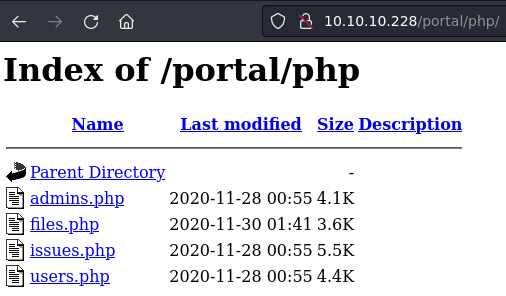 10.10.10.228/portal/php/
Index of /portal/php
Name Last modified Size Description
Parent Directory -
admins.php 2020-11-28 00:55 4.1K
files.php 2020-11-30 01:41 3.6K
issues.php 2020-11-28 00:55 5.5K
users.php 2020-11-28 00:55 4.4K